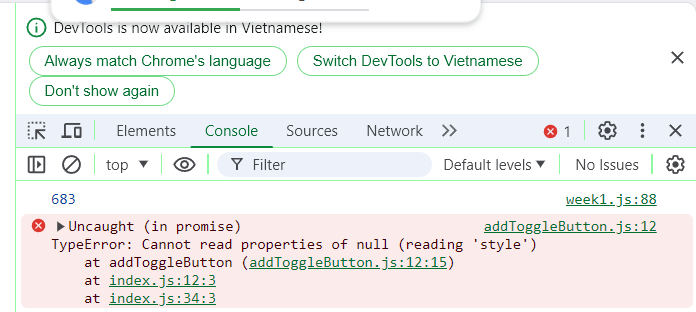 DevTools is now available in Vietnamese!
Always match Chrome's language
Switch DevTools to Vietnamese
Don't show again
Elements Console Sources Network 1
top Filter Default levels No Issues
683 week1.js:88
Uncaught (in promise) addToggleButton.js:12
TypeError: Cannot read properties of null (reading 'style')
at addToggleButton (addToggleButton.js:12:15)
at index.js:12:3
at index.js:34:3